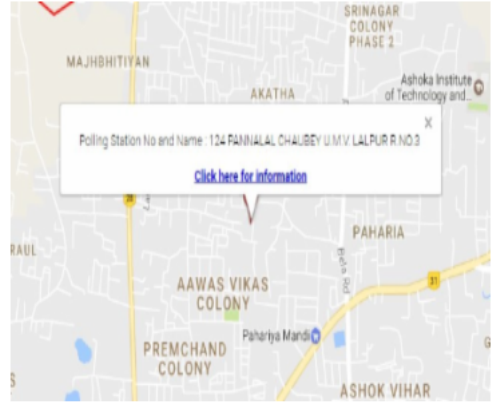 SRINAGAR
COLONY
PHASE 2
MAJHBHITIYAN
Ashoka Institute
of Technology and...
AKATHA
×
Polling Station No and Name : 124 PANNALAL CHAUBEY U.M.V. LALPUR R.NO.3
Click here for information
PAHARIA
RAUL
Bela Rd
31
AAWAS VIKAS
COLONY
Pahariya Mandi
PREMCHAND
COLONY
G
S
ASHOK VIHAR